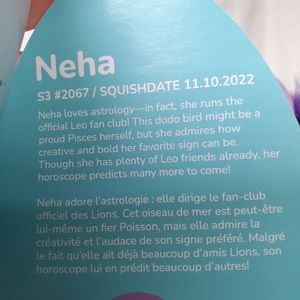 Neha
S3 #2067 / SQUISHDATE 11.10.2022
Neha loves astrology—in fact, she runs the
official Leo fan club! This dodo bird might be a
proud Pisces herself, but she admires how
creative and bold her favorite sign can be.
Though she has plenty of Leo friends already, her
horoscope predicts many more to come!
Neha adore l'astrologie : elle dirige le fan-club
officiel des Lions. Cet oiseau de mer est peut-être
lui-même un fier Poisson, mais elle admire la
créativité et l'audace de son signe préféré. Malgré
le fait qu'elle ait déjà beaucoup d'amis Lions, son
horoscope lui en prédit beaucoup d'autres!